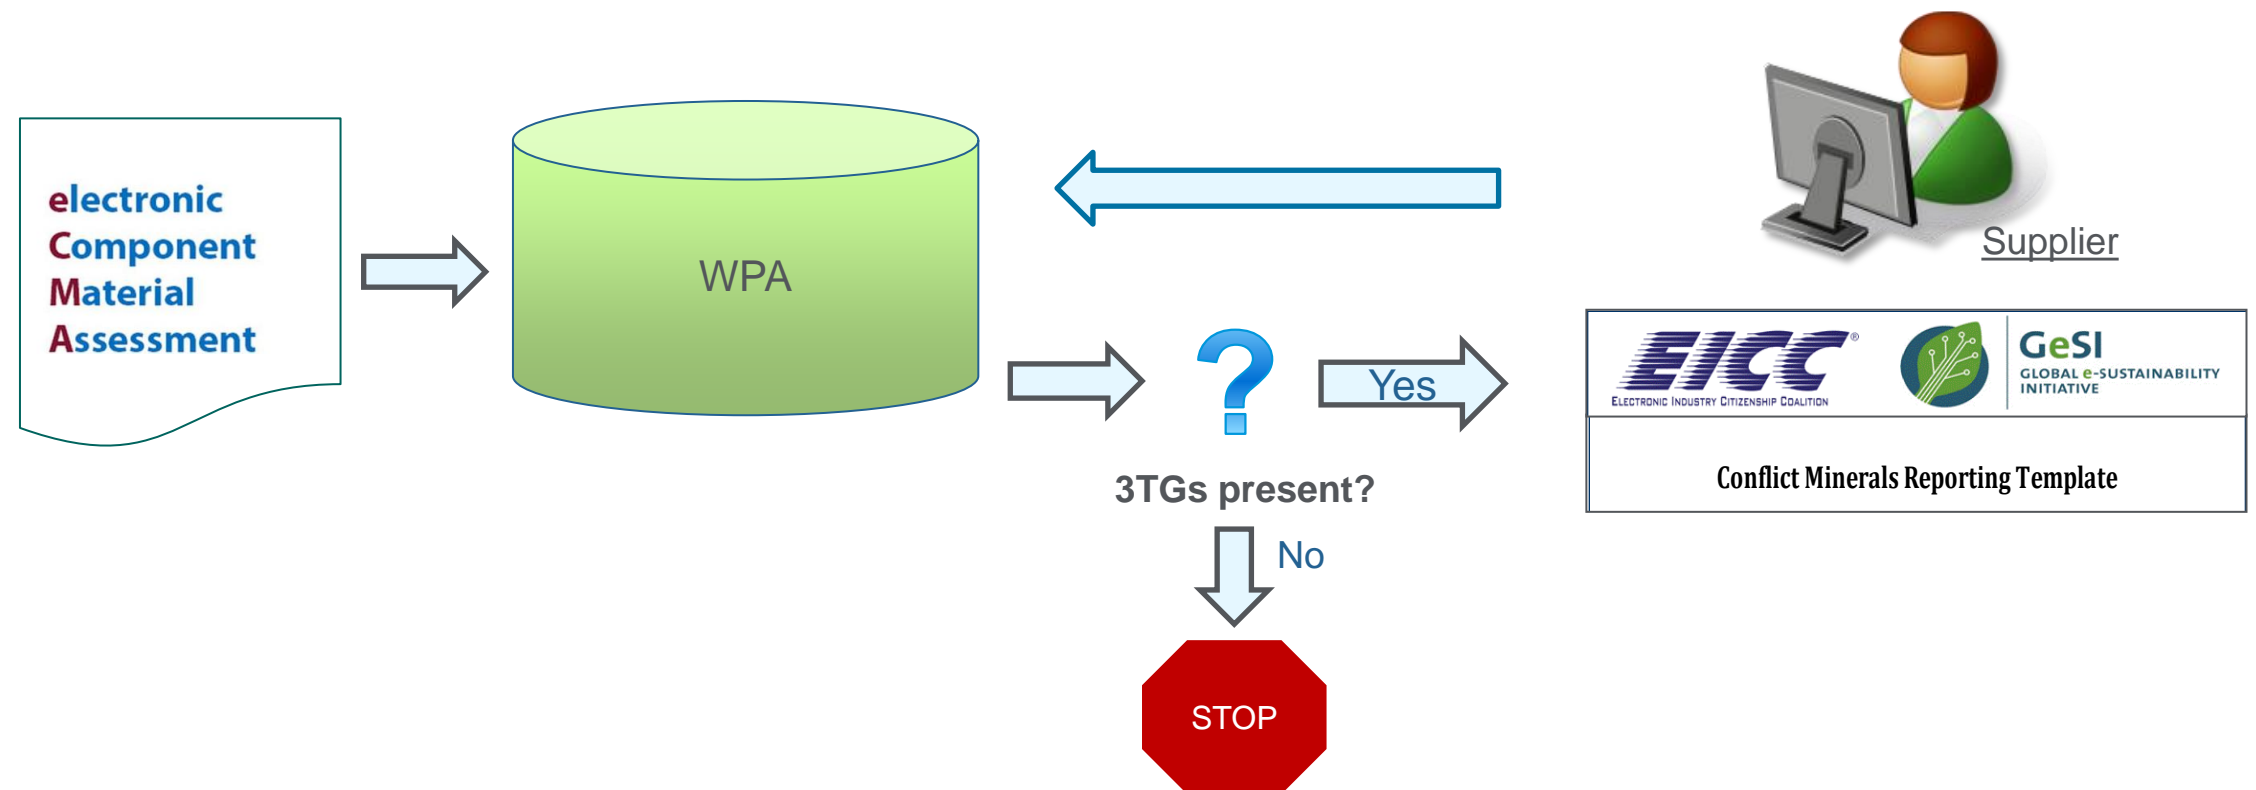 electronic
Component
Material
Assessment
WPA
Supplier
EICC®
ELECTRONIC INDUSTRY CITIZENSHIP COALITION
GeSI
GLOBAL e-SUSTAINABILITY
INITIATIVE
Yes
Conflict Minerals Reporting Template
3TGs present?
No
STOP